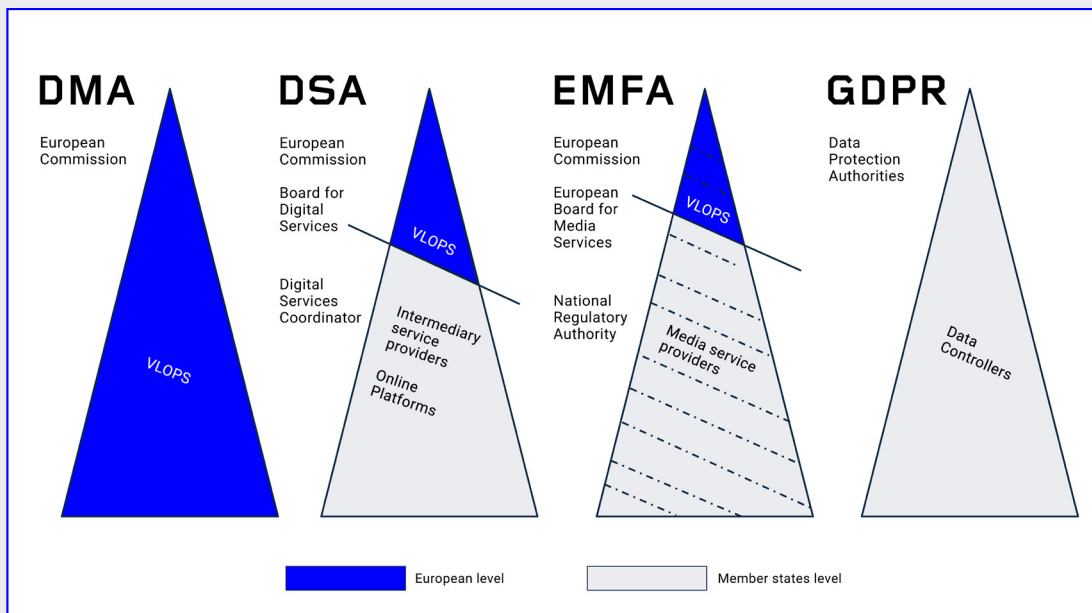 DMA
European
Commission
VLOPS
DSA
European
Commission
Board for
Digital
Services
Digital
Services
Coordinator
VLOPS
Intermediary
service
providers
Online
Platforms
EMFA
European
Commission
European
Board for
Media
Services
National
Regulatory
Authority
VLOPS
Media service
providers
GDPR
Data
Protection
Authorities
Data
Controllers
European level
Member states level